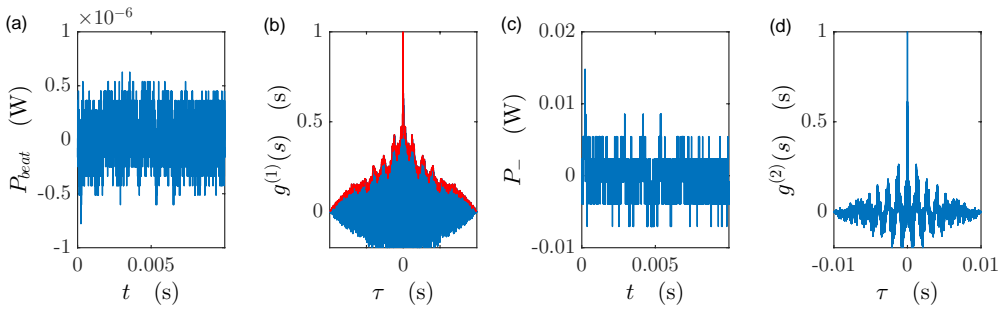 (a)
×10⁻⁶
1
0.5
0
-0.5
-1
P_beat (W)
0 0.005
t (s)
(b)
1
0.5
0
g⁽¹⁾(s) (s)
0
τ (s)
(c)
0.02
0.01
0
-0.01
P₋ (W)
0 0.005
t (s)
(d)
1
0.5
0
g⁽²⁾(s) (s)
-0.01 0 0.01
τ (s)